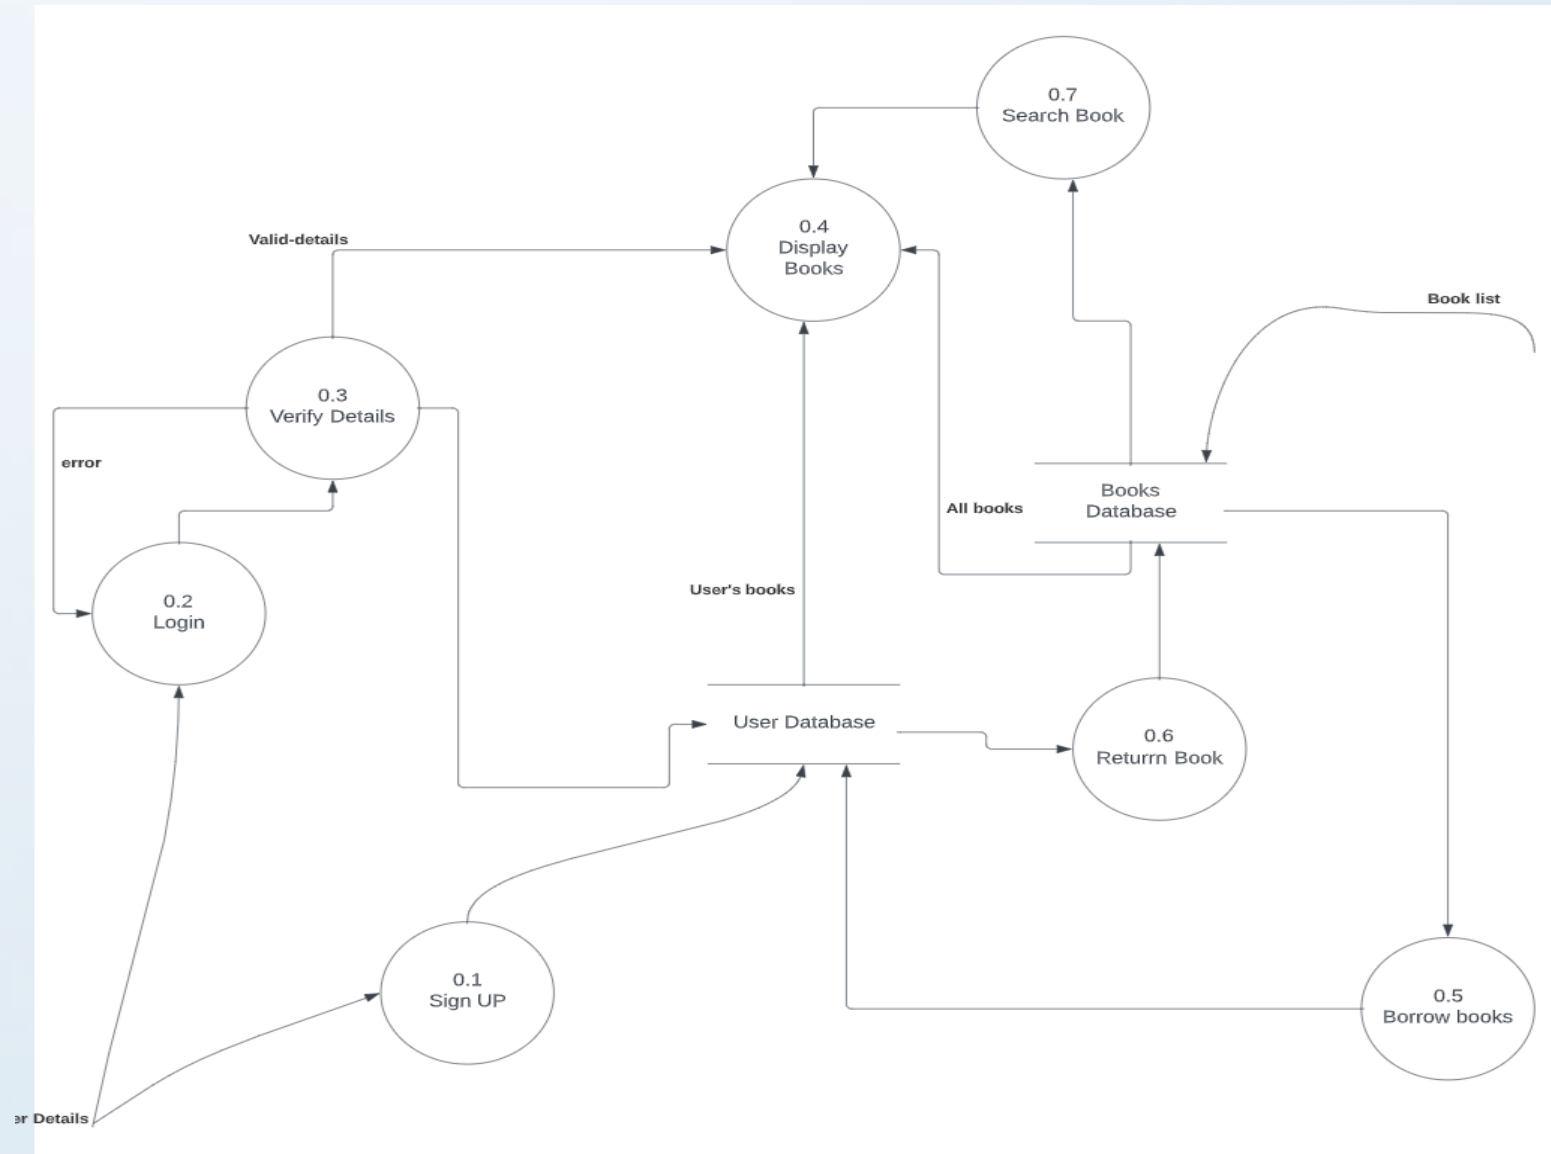 0.7
Search Book
0.4
Display
Books
Valid-details
Book list
0.3
Verify Details
error
Books
Database
All books
User's books
0.2
Login
User Database
0.6
Returrn Book
0.1
Sign UP
0.5
Borrow books
er Details